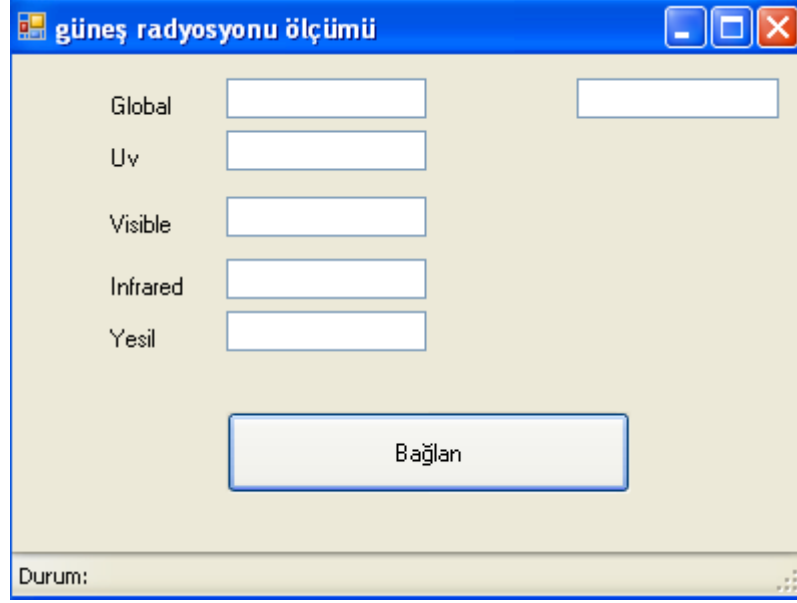 güneş radyosyonu ölçümü
Global
Uv
Visible
Infrared
Yesil
Bağlan
Durum: